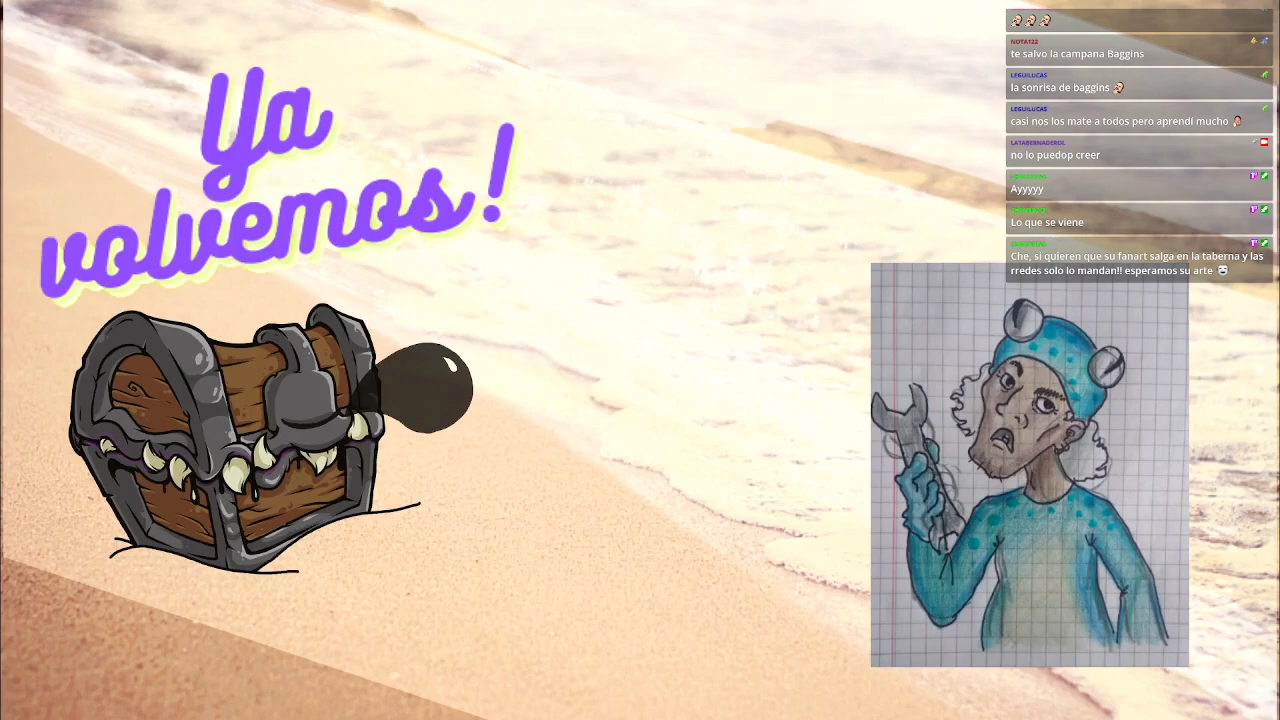 Ya
volvemos!
NOTA122
te salvo la campana Baggins
LEGUILUCAS
la sonrisa de baggins
LEGUILUCAS
casi nos los mate a todos pero aprendí mucho
LATABERNADEROL
no lo puedop creer
Ayyyyy
Lo que se viene
Che, si quieren que su fanart salga en la taberna y las
rredes solo lo mandan!! esperamos su arte